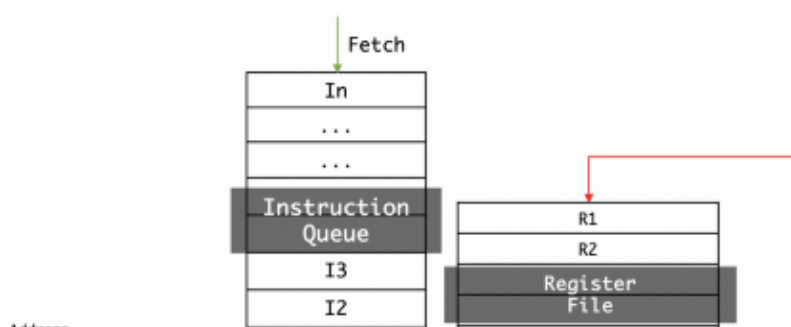 Fetch
In
...
...
Instruction
Queue
I3
I2
R1
R2
Register
File